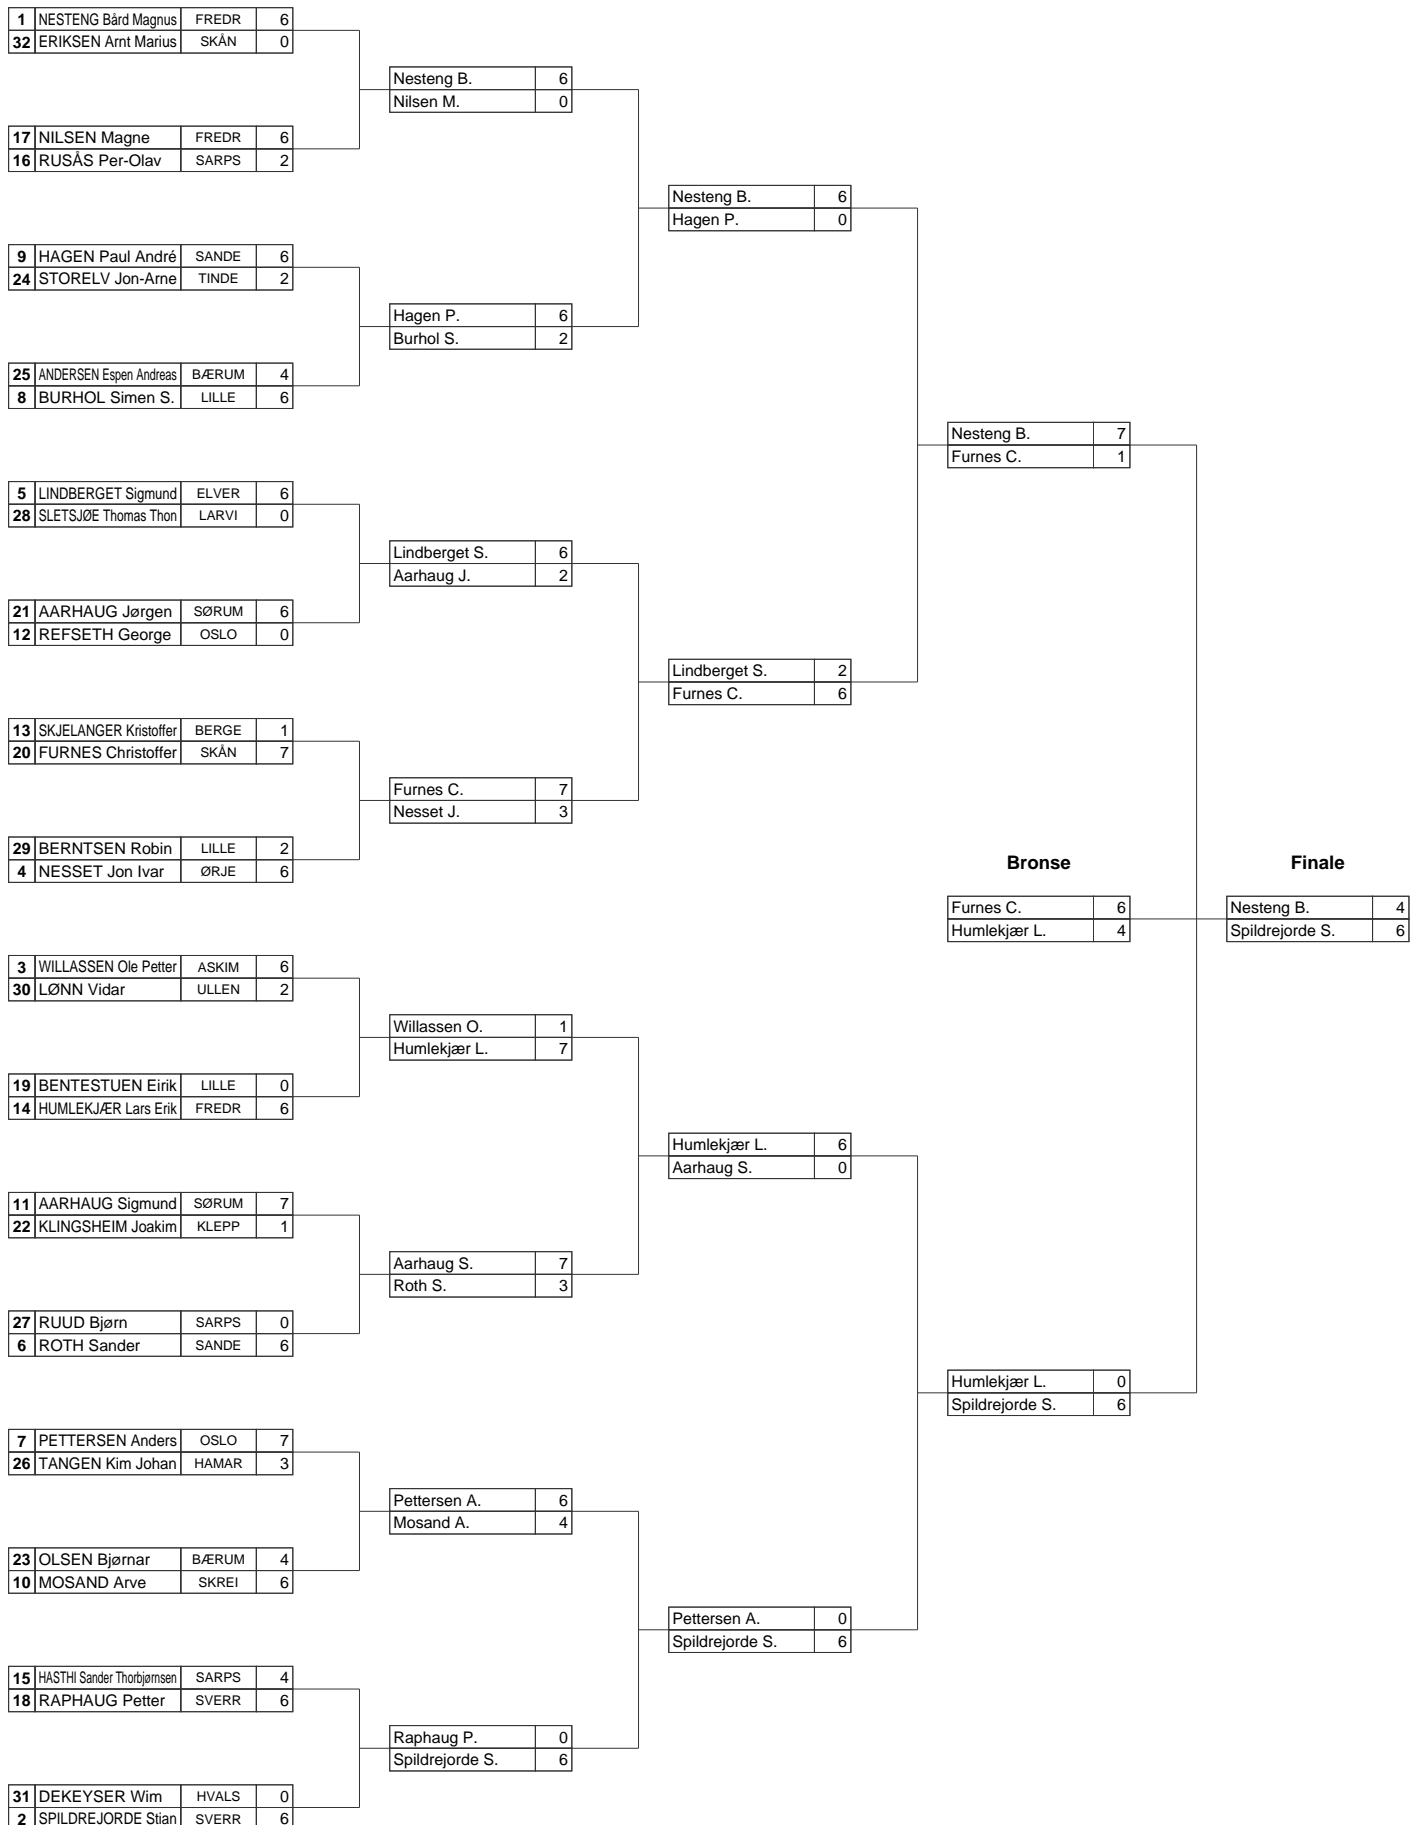 1 NESTENG Bård Magnus FREDR 6
32 ERIKSEN Arnt Marius SKÅN 0
Nesteng B. 6
Nilsen M. 0
17 NILSEN Magne FREDR 6
16 RUSÅS Per-Olav SARPS 2
Nesteng B. 6
Hagen P. 0
9 HAGEN Paul André SANDE 6
24 STORELV Jon-Arne TINDE 2
Hagen P. 6
Burhol S. 2
25 ANDERSEN Espen Andreas BÆRUM 4
8 BURHOL Simen S. LILLE 6
Nesteng B. 7
Furnes C. 1
5 LINDBERGET Sigmund ELVER 6
28 SLETSJØE Thomas Thon LARVI 0
Lindberget S. 6
Aarhaug J. 2
21 AARHAUG Jørgen SØRUM 6
12 REFSETH George OSLO 0
Lindberget S. 2
Furnes C. 6
13 SKJELANGER Kristoffer BERGE 1
20 FURNES Christoffer SKÅN 7
Furnes C. 7
Nesset J. 3
29 BERNTSEN Robin LILLE 2
4 NESSET Jon Ivar ØRJE 6
Bronse Finale
Furnes C. 6 Nesteng B. 4
Humlekjær L. 4 Spildrejorde S. 6
3 WILLASSEN Ole Petter ASKIM 6
30 LØNN Vidar ULLEN 2
Willassen O. 1
Humlekjær L. 7
19 BENTESTUEN Eirik LILLE 0
14 HUMLEKJÆR Lars Erik FREDR 6
Humlekjær L. 6
Aarhaug S. 0
11 AARHAUG Sigmund SØRUM 7
22 KLINGSHEIM Joakim KLEPP 1
Aarhaug S. 7
Roth S. 3
27 RUUD Bjørn SARPS 0
6 ROTH Sander SANDE 6
Humlekjær L. 0
Spildrejorde S. 6
7 PETTERSEN Anders OSLO 7
26 TANGEN Kim Johan HAMAR 3
Pettersen A. 6
Mosand A. 4
23 OLSEN Bjørnar BÆRUM 4
10 MOSAND Arve SKREI 6
Pettersen A. 0
Spildrejorde S. 6
15 HASTHI Sander Thorbjørnsen SARPS 4
18 RAPHAUG Petter SVERR 6
Raphaug P. 0
Spildrejorde S. 6
31 DEKEYSER Wim HVALS 0
2 SPILDREJORDE Stian SVERR 6